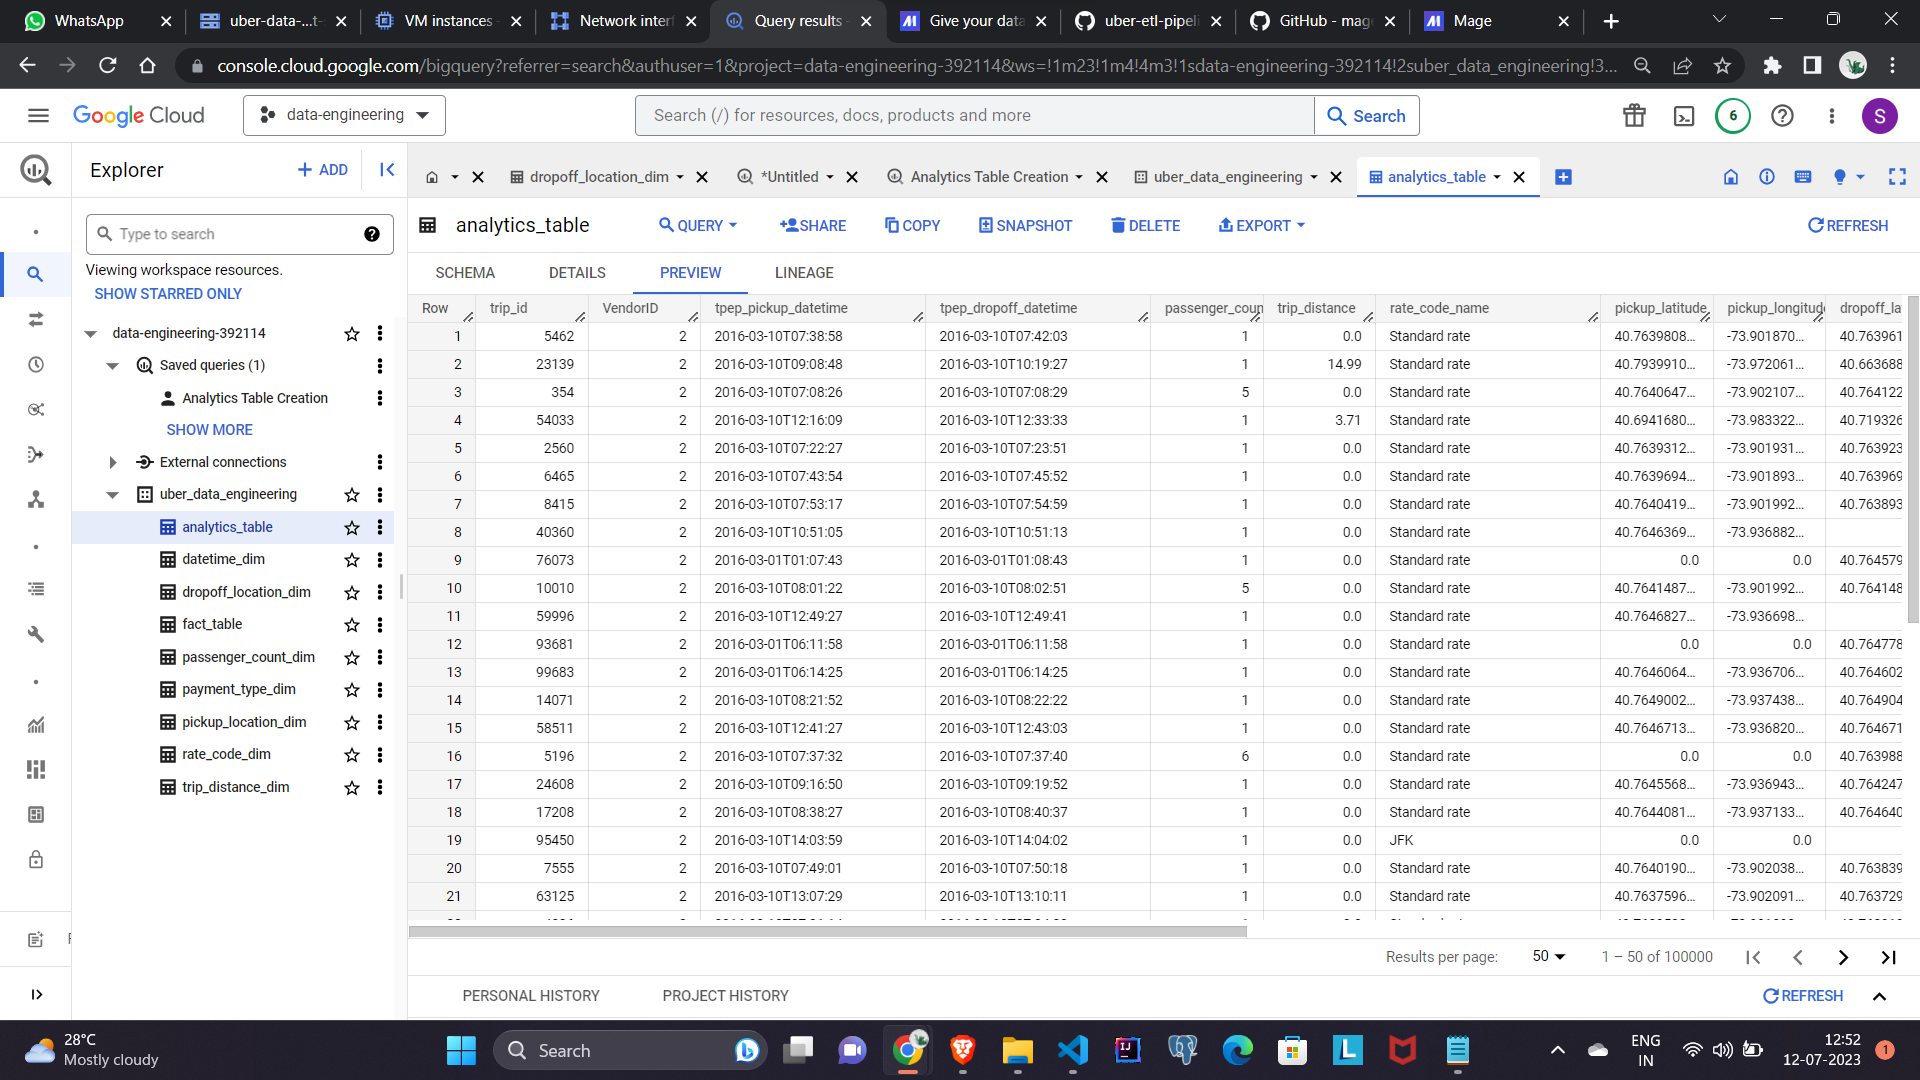 WhatsApp
uber-data-...t-
VM instances
Network interf
Query results
Give your data
uber-etl-pipeli
GitHub - mage
Mage
console.cloud.google.com/bigquery?referrer=search&authuser=1&project=data-engineering-392114&ws=!1m23!1m4!4m3!1sdata-engineering-392114!2suber_data_engineering!3...
Google Cloud
data-engineering
Search (/) for resources, docs, products and more
Search
6
S
Explorer
+ ADD
dropoff_location_dim
*Untitled
Analytics Table Creation
uber_data_engineering
analytics_table
Type to search
Viewing workspace resources.
SHOW STARRED ONLY
data-engineering-392114
Saved queries (1)
Analytics Table Creation
SHOW MORE
External connections
uber_data_engineering
analytics_table
datetime_dim
dropoff_location_dim
fact_table
passenger_count_dim
payment_type_dim
pickup_location_dim
rate_code_dim
trip_distance_dim
analytics_table
QUERY
SHARE
COPY
SNAPSHOT
DELETE
EXPORT
REFRESH
SCHEMA DETAILS PREVIEW LINEAGE
Row trip_id VendorID tpep_pickup_datetime tpep_dropoff_datetime passenger_coun trip_distance rate_code_name pickup_latitude pickup_longitud dropoff_la
1 5462 2 2016-03-10T07:38:58 2016-03-10T07:42:03 1 0.0 Standard rate 40.7639808... -73.901870... 40.763961
2 23139 2 2016-03-10T09:08:48 2016-03-10T10:19:27 1 14.99 Standard rate 40.7939910... -73.972061... 40.663688
3 354 2 2016-03-10T07:08:26 2016-03-10T07:08:29 5 0.0 Standard rate 40.7640647... -73.902107... 40.764122
4 54033 2 2016-03-10T12:16:09 2016-03-10T12:33:33 1 3.71 Standard rate 40.6941680... -73.983322... 40.719326
5 2560 2 2016-03-10T07:22:27 2016-03-10T07:23:51 1 0.0 Standard rate 40.7639312... -73.901931... 40.763923
6 6465 2 2016-03-10T07:43:54 2016-03-10T07:45:52 1 0.0 Standard rate 40.7639694... -73.901893... 40.763969
7 8415 2 2016-03-10T07:53:17 2016-03-10T07:54:59 1 0.0 Standard rate 40.7640419... -73.901992... 40.763893
8 40360 2 2016-03-10T10:51:05 2016-03-10T10:51:13 1 0.0 Standard rate 40.7646369... -73.936882...
9 76073 2 2016-03-01T01:07:43 2016-03-01T01:08:43 1 0.0 Standard rate 0.0 0.0 40.764579
10 10010 2 2016-03-10T08:01:22 2016-03-10T08:02:51 5 0.0 Standard rate 40.7641487... -73.901992... 40.764148
11 59996 2 2016-03-10T12:49:27 2016-03-10T12:49:41 1 0.0 Standard rate 40.7646827... -73.936698...
12 93681 2 2016-03-01T06:11:58 2016-03-01T06:11:58 1 0.0 Standard rate 0.0 0.0 40.764778
13 99683 2 2016-03-01T06:14:25 2016-03-01T06:14:25 1 0.0 Standard rate 40.7646064... -73.936706... 40.764602
14 14071 2 2016-03-10T08:21:52 2016-03-10T08:22:22 1 0.0 Standard rate 40.7649002... -73.937438... 40.764904
15 58511 2 2016-03-10T12:41:27 2016-03-10T12:43:03 1 0.0 Standard rate 40.7646713... -73.936820... 40.764671
16 5196 2 2016-03-10T07:37:32 2016-03-10T07:37:40 6 0.0 Standard rate 0.0 0.0 40.763988
17 24608 2 2016-03-10T09:16:50 2016-03-10T09:19:52 1 0.0 Standard rate 40.7645568... -73.936943... 40.764247
18 17208 2 2016-03-10T08:38:27 2016-03-10T08:40:37 1 0.0 Standard rate 40.7644081... -73.937133... 40.764640
19 95450 2 2016-03-10T14:03:59 2016-03-10T14:04:02 1 0.0 JFK 0.0 0.0
20 7555 2 2016-03-10T07:49:01 2016-03-10T07:50:18 1 0.0 Standard rate 40.7640190... -73.902038... 40.763839
21 63125 2 2016-03-10T13:07:29 2016-03-10T13:10:11 1 0.0 Standard rate 40.7637596... -73.902091... 40.763729
Results per page: 50 1 – 50 of 100000
PERSONAL HISTORY PROJECT HISTORY
REFRESH
28°C
Mostly cloudy
Search
ENG
IN
12:52
12-07-2023
1